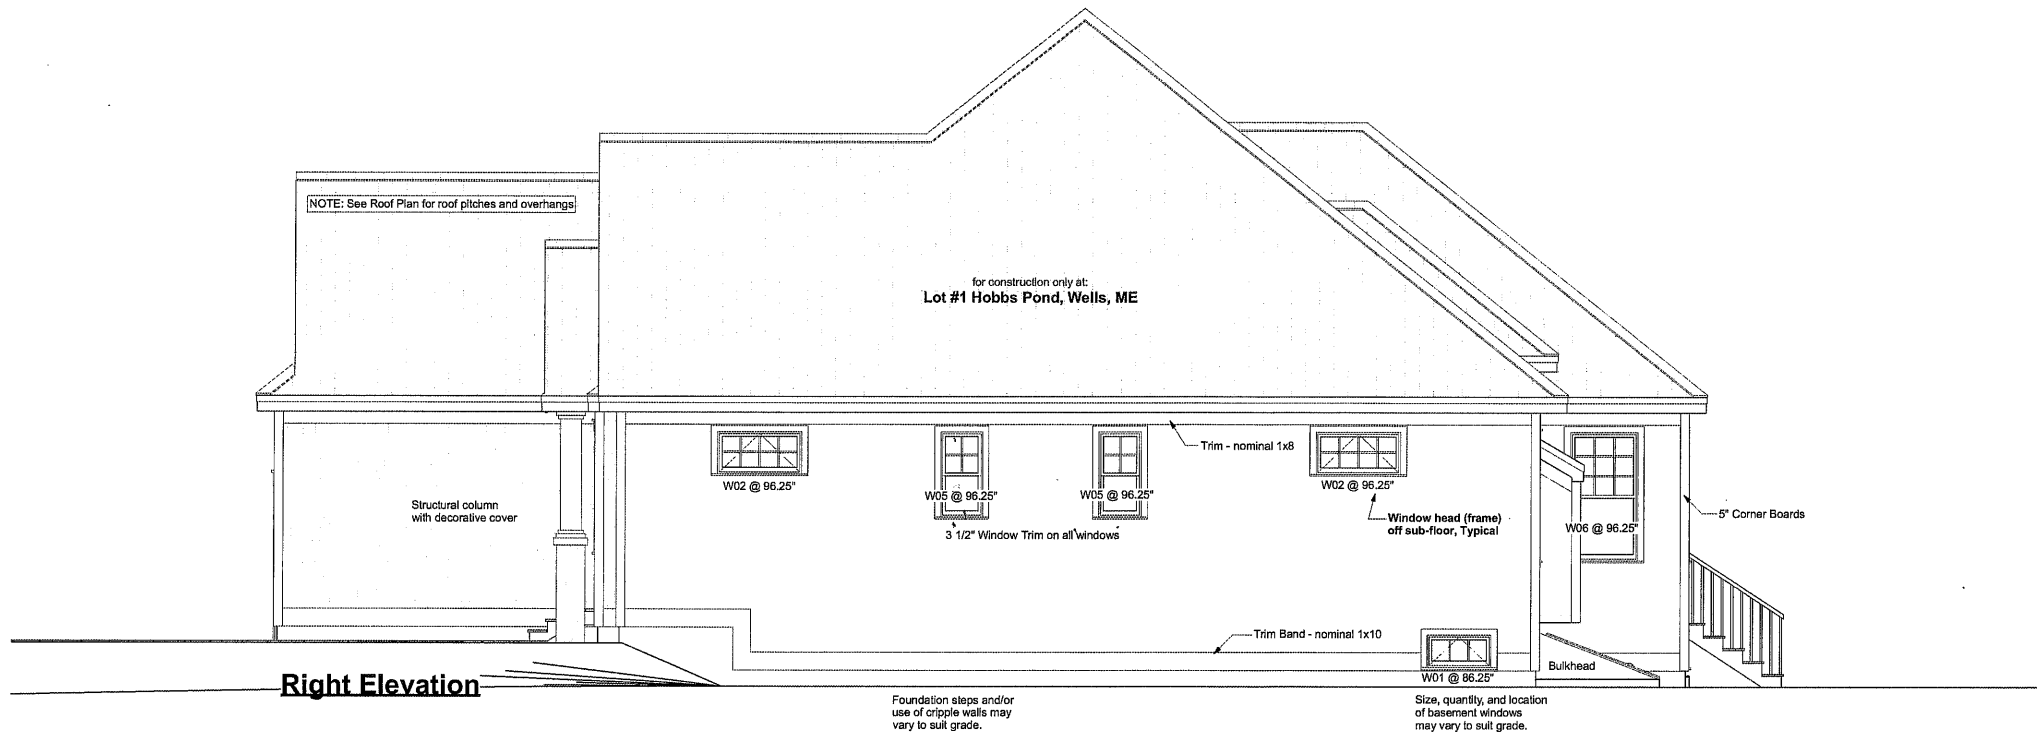 NOTE: See Roof Plan for roof pitches and overhangs
for construction only at:
Lot #1 Hobbs Pond, Wells, ME
Trim - nominal 1x8
W02 @ 96.25"
W05 @ 96.25"
W05 @ 96.25"
W02 @ 96.25"
Structural column
with decorative cover
Window head (frame)
off sub-floor, Typical
W06 @ 96.25"
5" Corner Boards
3 1/2" Window Trim on all windows
Trim Band - nominal 1x10
Bulkhead
W01 @ 86.25"
Right Elevation
Foundation steps and/or
use of cripple walls may
vary to suit grade.
Size, quantity, and location
of basement windows
may vary to suit grade.